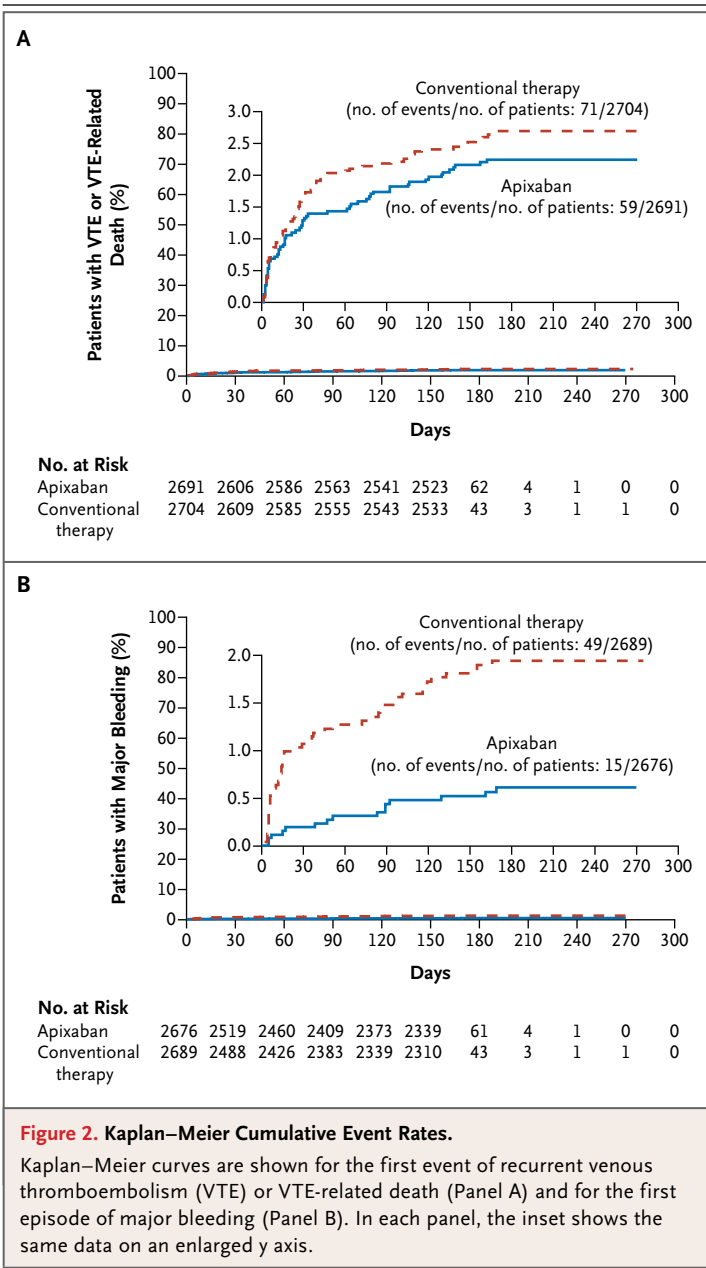 A
Patients with VTE or VTE-Related
Death (%)
100
90
80
70
60
50
40
30
20
10
0
3.0
2.5
2.0
1.5
1.0
0.5
0.0
Conventional therapy
(no. of events/no. of patients: 71/2704)
Apixaban
(no. of events/no. of patients: 59/2691)
0 30 60 90 120 150 180 210 240 270 300
0 30 60 90 120 150 180 210 240 270 300
Days
No. at Risk
Apixaban 2691 2606 2586 2563 2541 2523 62 4 1 0 0
Conventional 2704 2609 2585 2555 2543 2533 43 3 1 1 0
therapy
B
Patients with Major Bleeding (%)
100
90
80
70
60
50
40
30
20
10
0
2.0
1.5
1.0
0.5
0.0
Conventional therapy
(no. of events/no. of patients: 49/2689)
Apixaban
(no. of events/no. of patients: 15/2676)
0 30 60 90 120 150 180 210 240 270 300
0 30 60 90 120 150 180 210 240 270 300
Days
No. at Risk
Apixaban 2676 2519 2460 2409 2373 2339 61 4 1 0 0
Conventional 2689 2488 2426 2383 2339 2310 43 3 1 1 0
therapy
Figure 2. Kaplan–Meier Cumulative Event Rates.
Kaplan–Meier curves are shown for the first event of recurrent venous
thromboembolism (VTE) or VTE-related death (Panel A) and for the first
episode of major bleeding (Panel B). In each panel, the inset shows the
same data on an enlarged y axis.